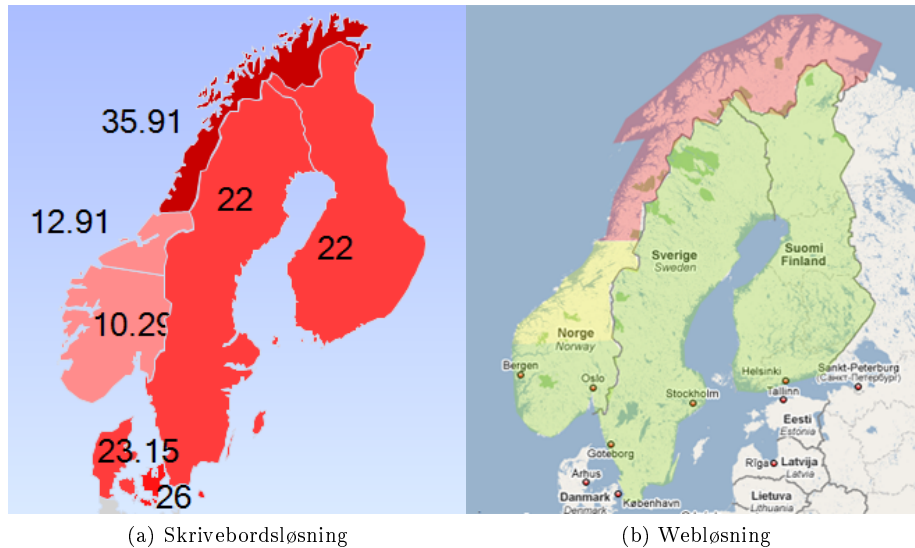 35.91
12.91
22
22
10.29
23.15
26
Sverige
Sweden
Suomi
Finland
Norge
Norway
Bergen
Oslo
Helsinki
Sankt-Peterburg
(Санкт-Петербург)
Stockholm
Tallinn
Eesti
Estonia
Goteborg
Rīga
Latvija
Latvia
Århus
Danmark
Denmark
København
Lietuva
Lithuania
(a) Skrivebordsløsning
(b) Webløsning